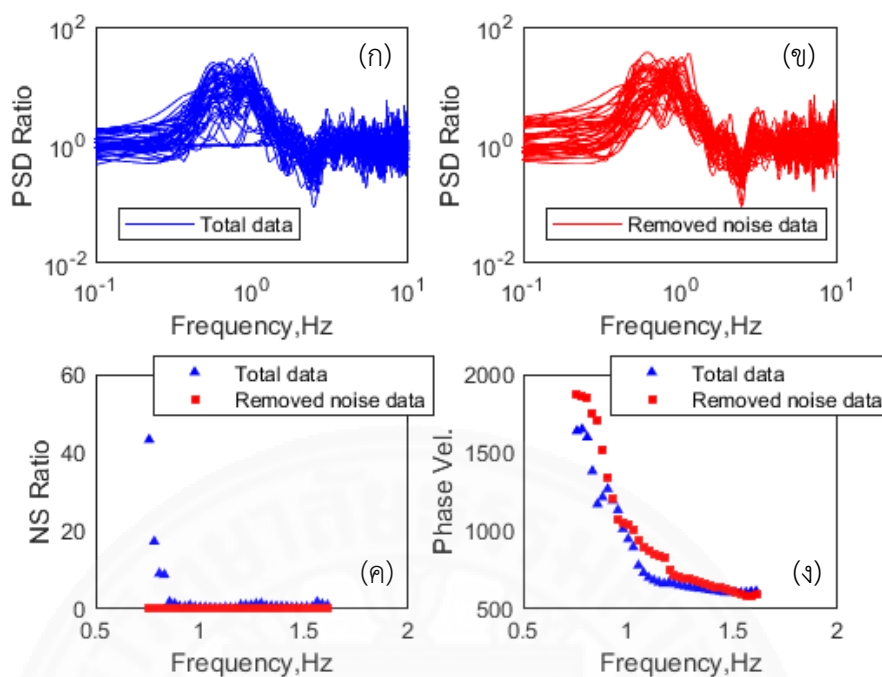 (ก)
10^2
10^0
10^-2
PSD Ratio
Total data
10^-1
10^0
10^1
Frequency,Hz
(ข)
10^2
10^0
10^-2
PSD Ratio
Removed noise data
10^-1
10^0
10^1
Frequency,Hz
Total data
Removed noise data
60
40
20
0
NS Ratio
(ค)
0.5
1
1.5
2
Frequency,Hz
Total data
Removed noise data
2000
1500
1000
500
Phase Vel.
(ง)
0.5
1
1.5
2
Frequency,Hz